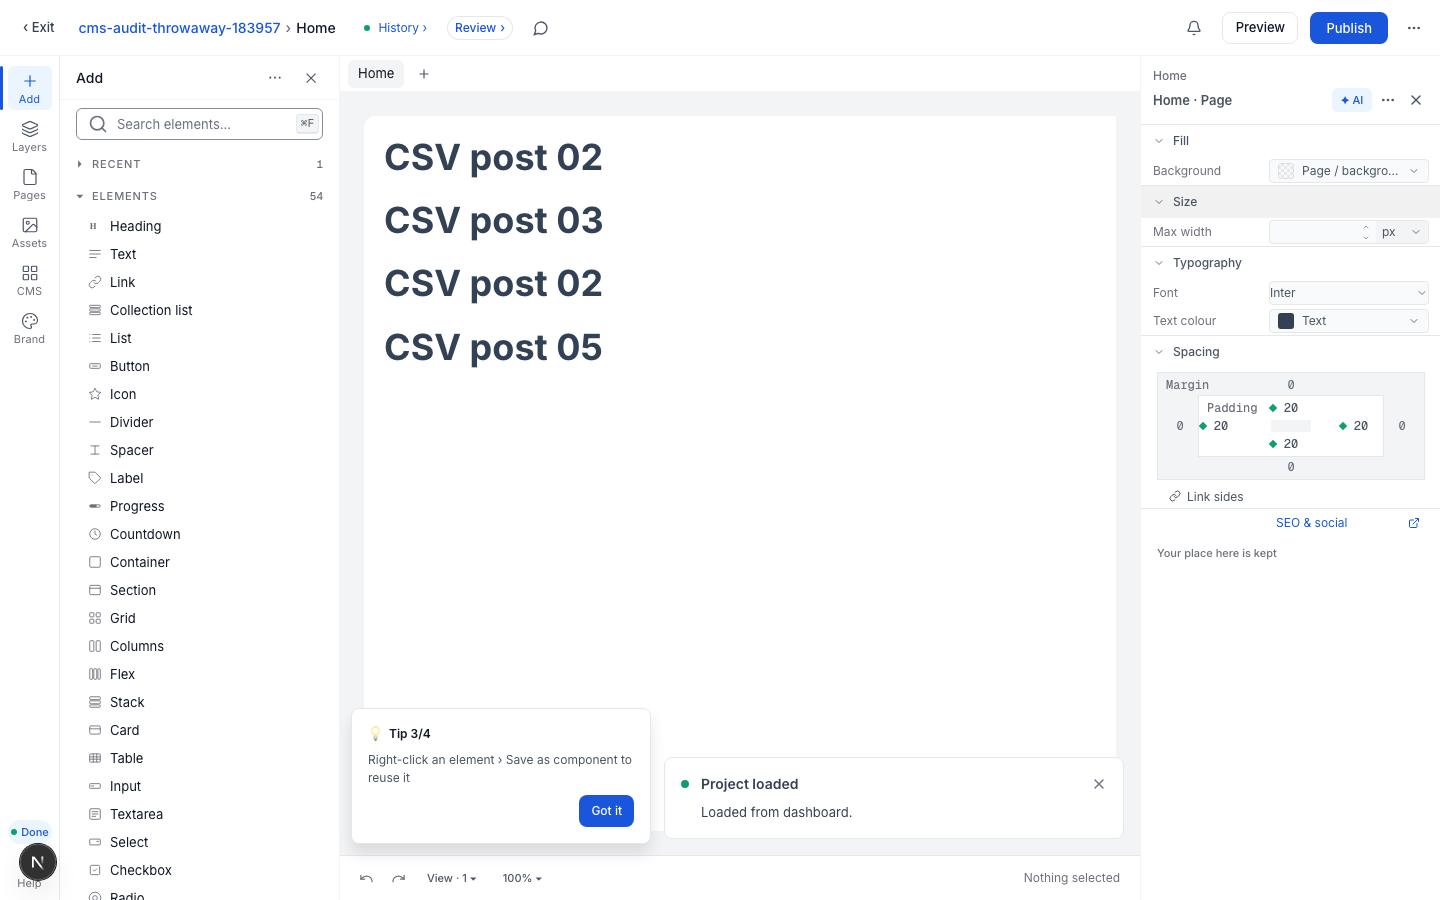 ‹ Exit
cms-audit-throwaway-183957 › Home
History ›
Review ›
Preview
Publish
Add
Layers
Pages
Assets
CMS
Brand
Done
N
Help
Add
Search elements...
⌘F
RECENT 1
ELEMENTS 54
Heading
Text
Link
Collection list
List
Button
Icon
Divider
Spacer
Label
Progress
Countdown
Container
Section
Grid
Columns
Flex
Stack
Card
Table
Input
Textarea
Select
Checkbox
Radio
Home
CSV post 02
CSV post 03
CSV post 02
CSV post 05
Tip 3/4
Right-click an element › Save as component to
reuse it
Got it
Project loaded
Loaded from dashboard.
View · 1
100%
Nothing selected
Home
Home · Page
AI
Fill
Background Page / backgro...
Size
Max width px
Typography
Font Inter
Text colour Text
Spacing
Margin 0
Padding 20
0 20 20 0
20
0
Link sides
SEO & social
Your place here is kept